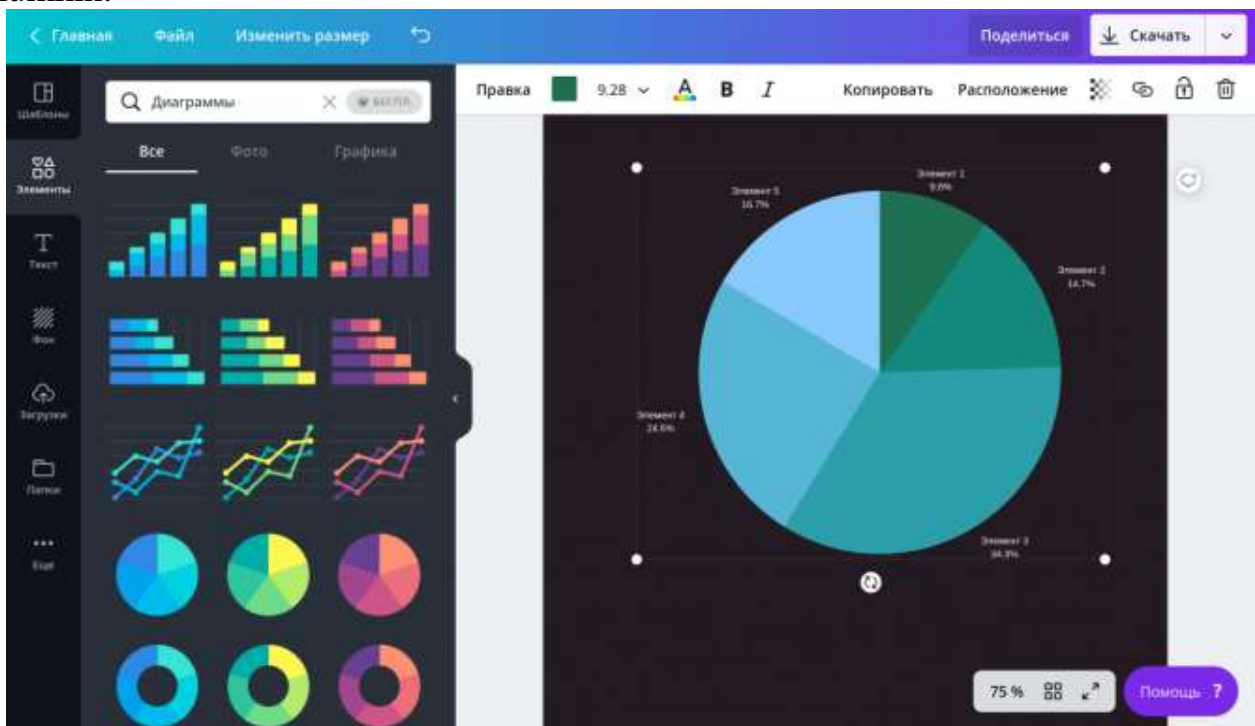 Главная Файл Изменить размер Поделиться Скачать
Шаблоны
Диаграммы
Правка 9.28 A B I Копировать Расположение
Все Фото Графика
Элементы
Текст
Фон
Загрузки
Папки
Еще
Элемент 1
9.8%
Элемент 5
16.7%
Элемент 2
14.7%
Элемент 4
24.6%
Элемент 3
34.3%
75 %
Помощь ?